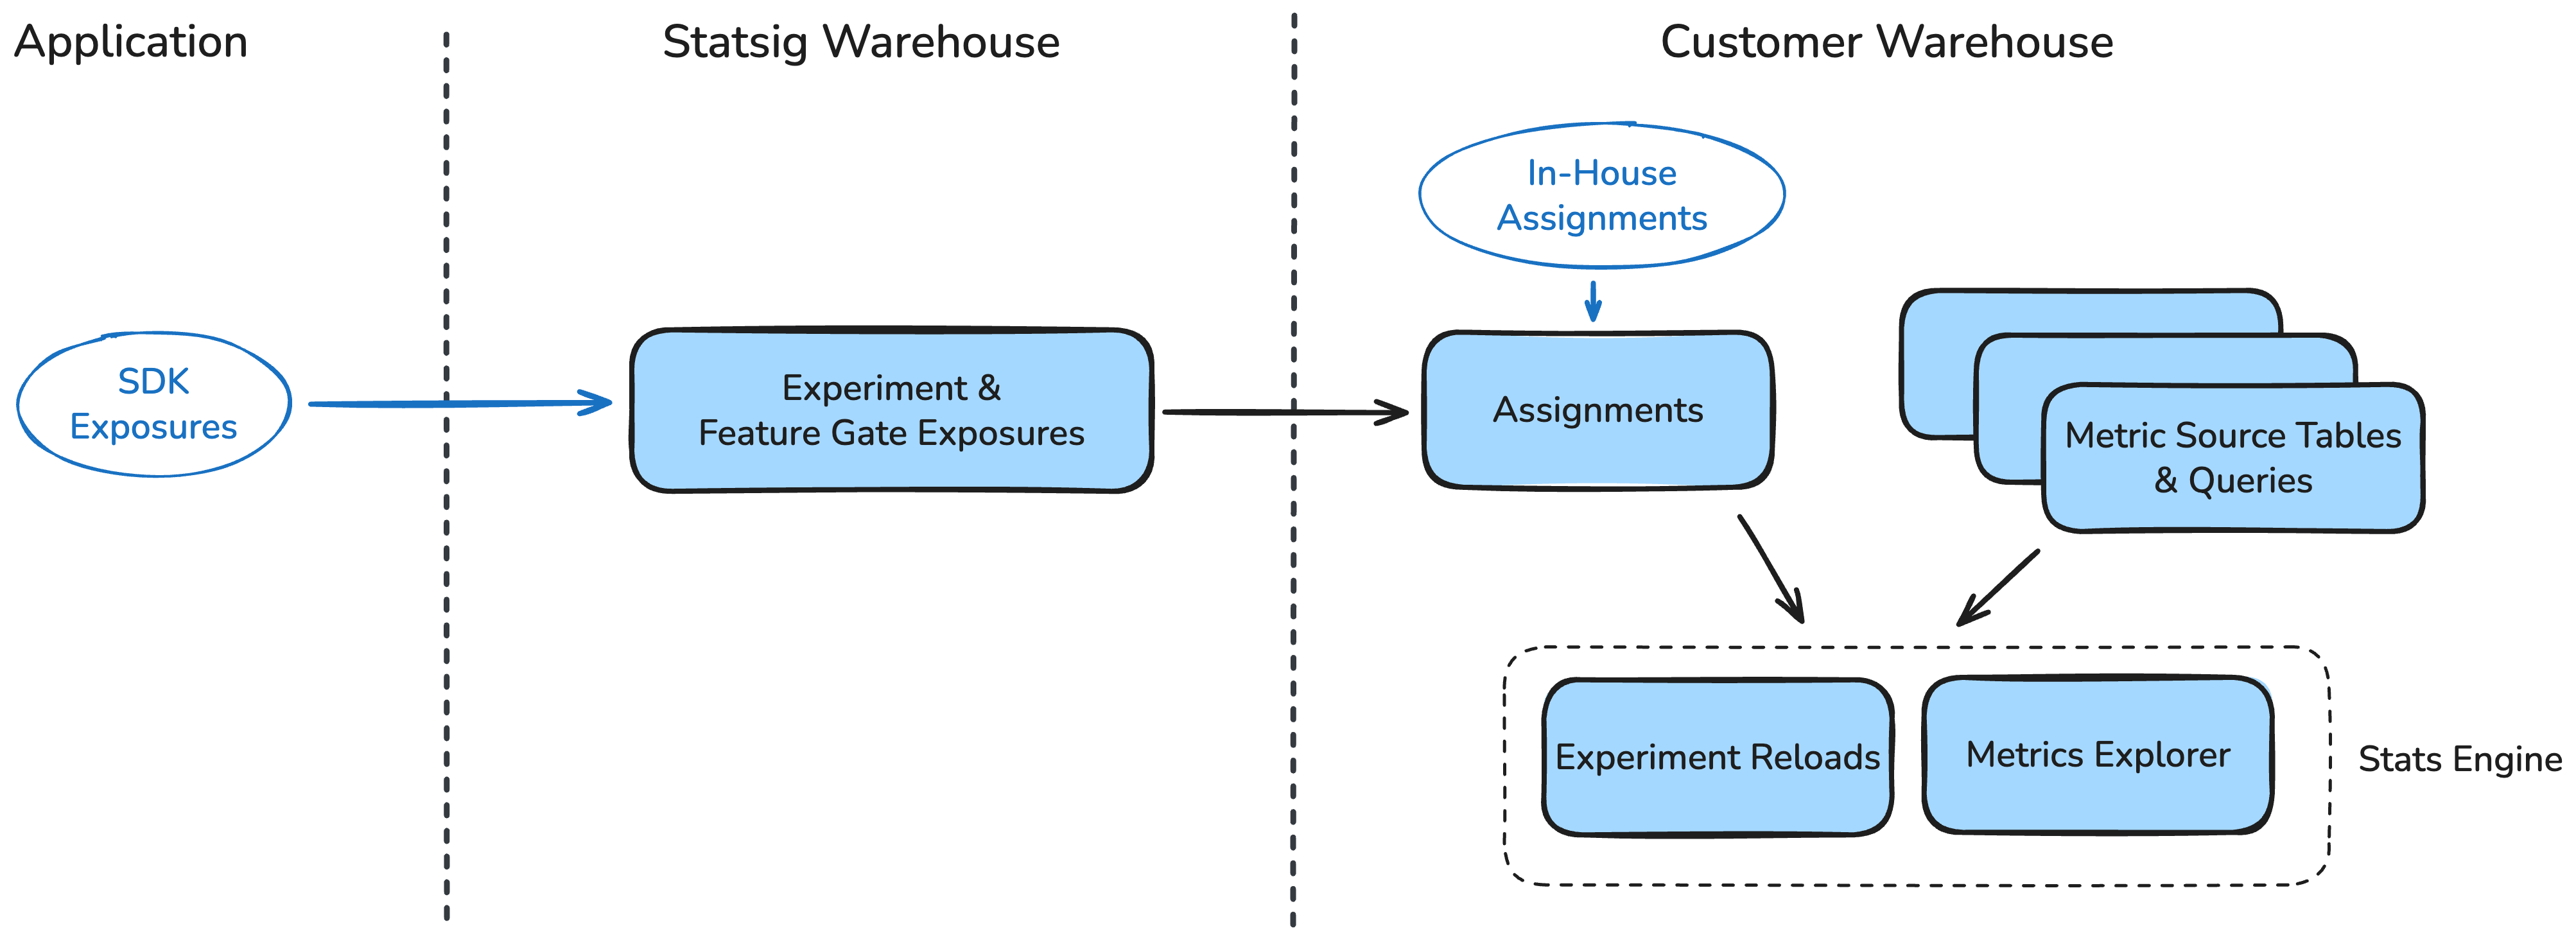 Application
Statsig Warehouse
Customer Warehouse
In-House
Assignments
SDK
Exposures
Experiment &
Feature Gate Exposures
Assignments
Metric Source Tables
& Queries
Experiment Reloads
Metrics Explorer
Stats Engine